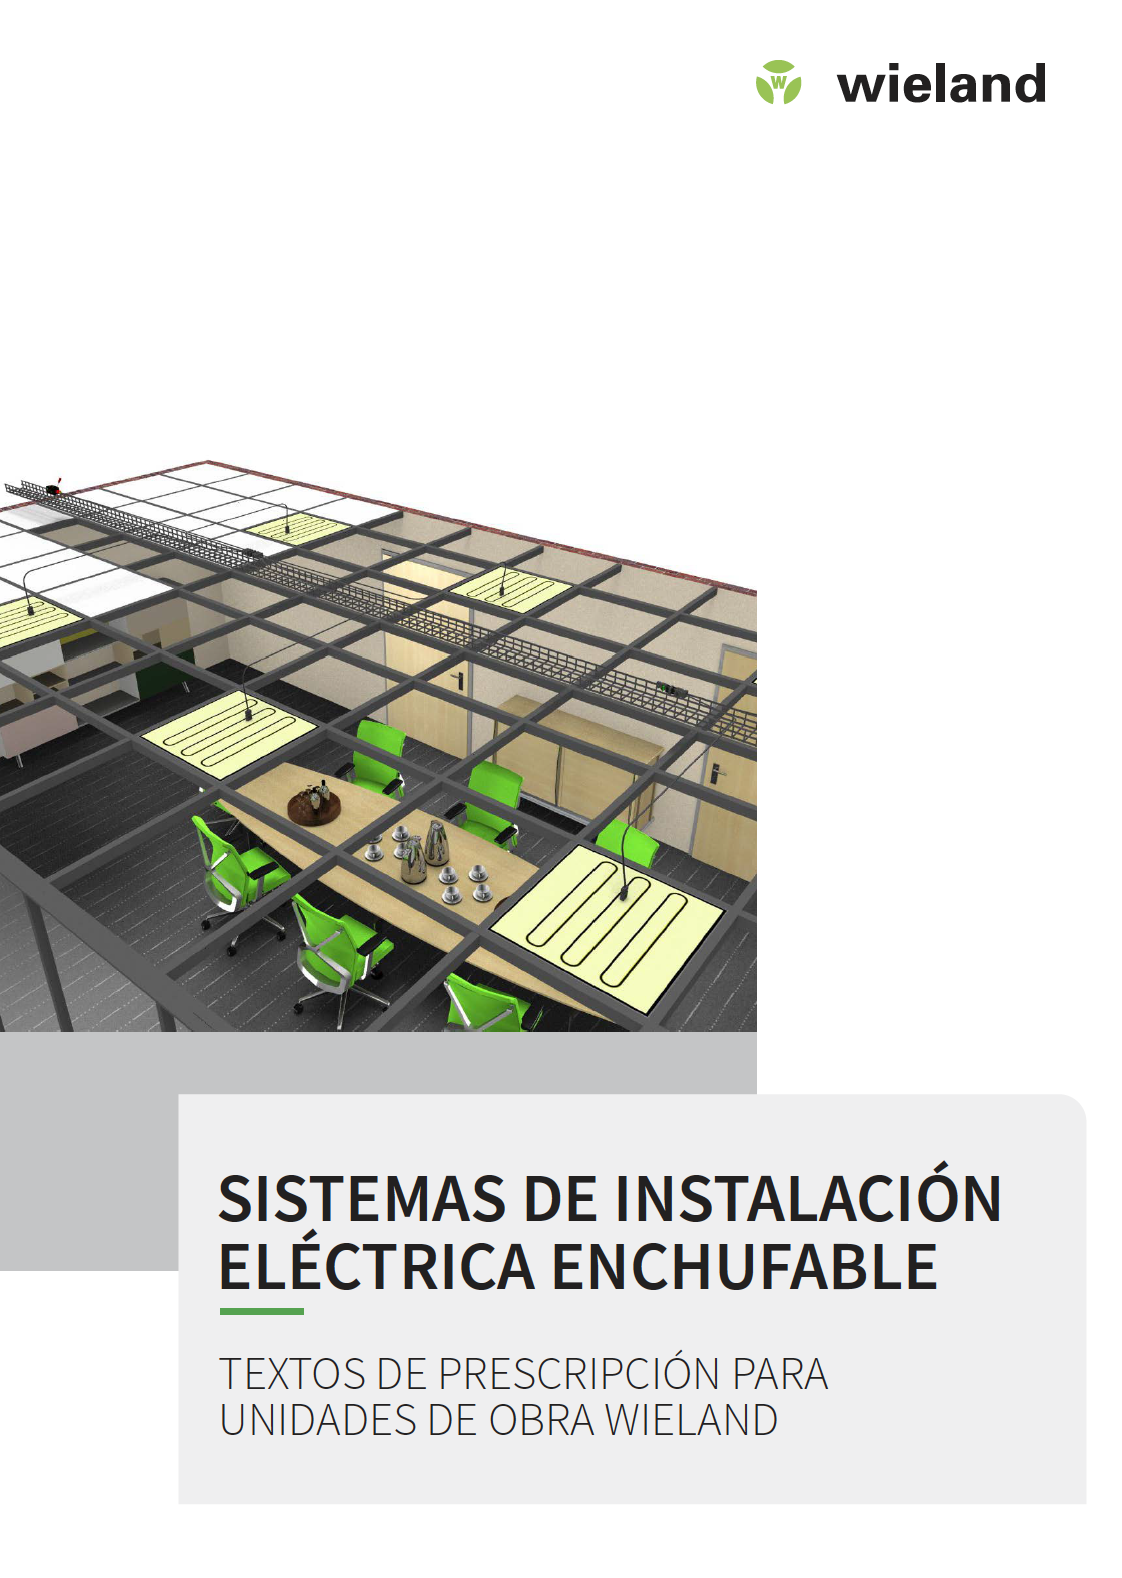 W wieland
SISTEMAS DE INSTALACIÓN
ELÉCTRICA ENCHUFABLE
TEXTOS DE PRESCRIPCIÓN PARA
UNIDADES DE OBRA WIELAND